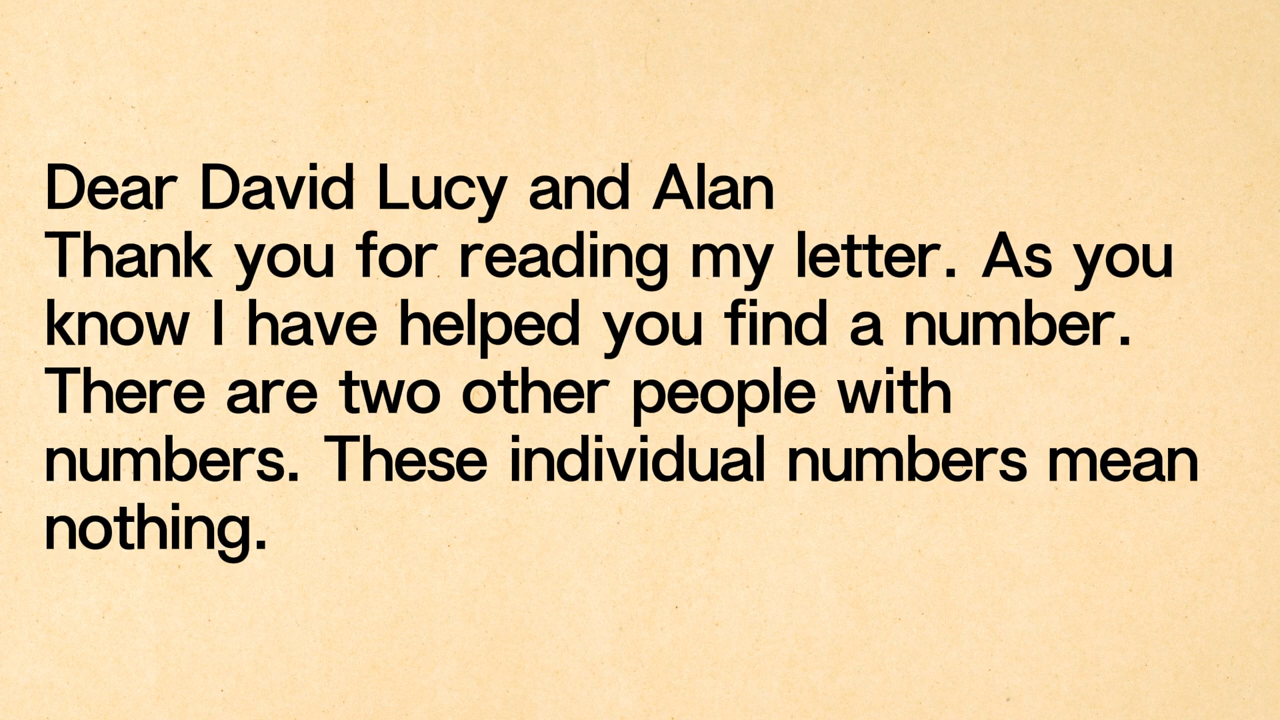 Dear David Lucy and Alan
Thank you for reading my letter. As you
know I have helped you find a number.
There are two other people with
numbers. These individual numbers mean
nothing.